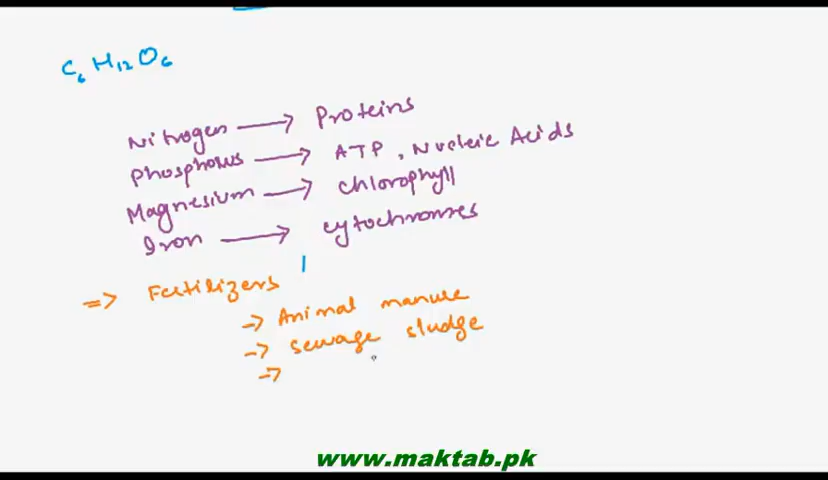 C6H12O6
Nitrogen → Proteins
Phosphorus → ATP, Nucleic Acids
Magnesium → chlorophyll
Iron → cytochromes
⇒ Fertilizers
→ Animal manure
→ sewage sludge
→
www.maktab.pk